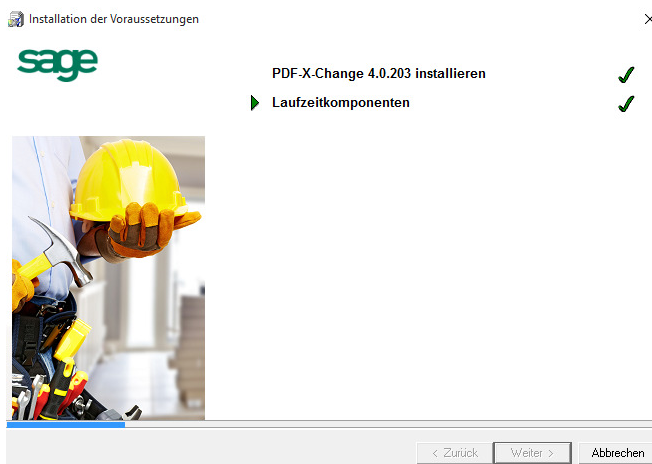 Installation der Voraussetzungen
sage
PDF-X-Change 4.0.203 installieren
Laufzeitkomponenten
< Zurück
Weiter >
Abbrechen